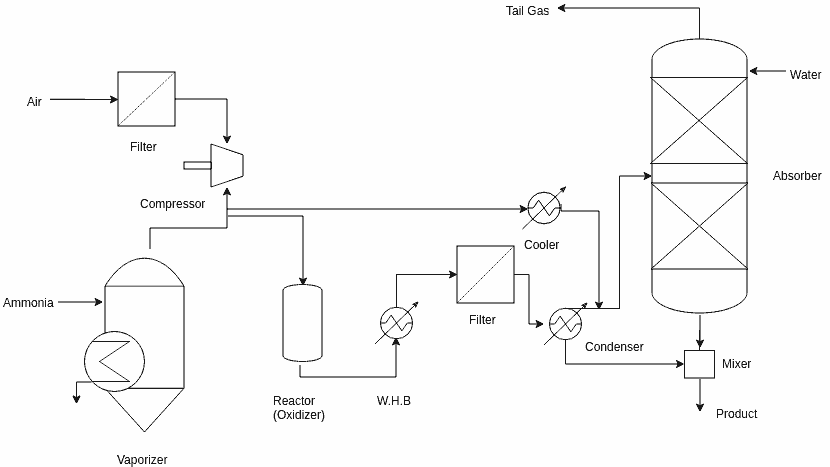 Tail Gas
Water
Air
Filter
Absorber
Compressor
Cooler
Ammonia
Filter
Condenser
Mixer
Reactor
(Oxidizer)
W.H.B
Product
Vaporizer